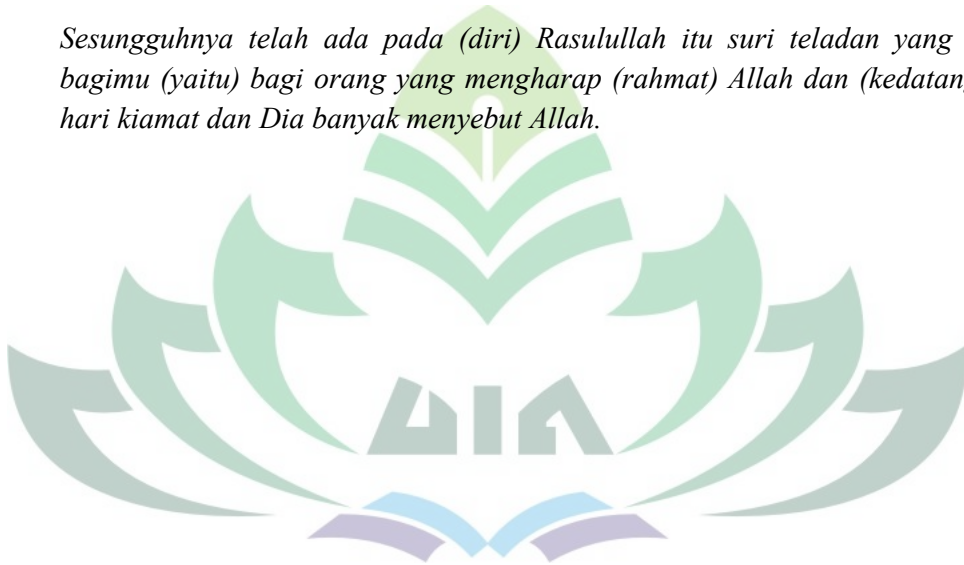 Sesungguhnya telah ada pada (diri) Rasulullah itu suri teladan yang
bagimu (yaitu) bagi orang yang mengharap (rahmat) Allah dan
hari kiamat dan Dia banyak menyebut Allah.
UIN